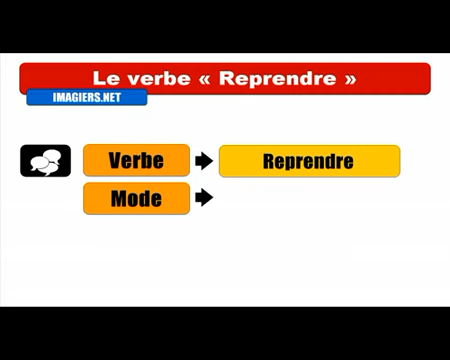 Le verbe « Reprendre »
IMAGIERS.NET
Verbe Reprendre
Mode